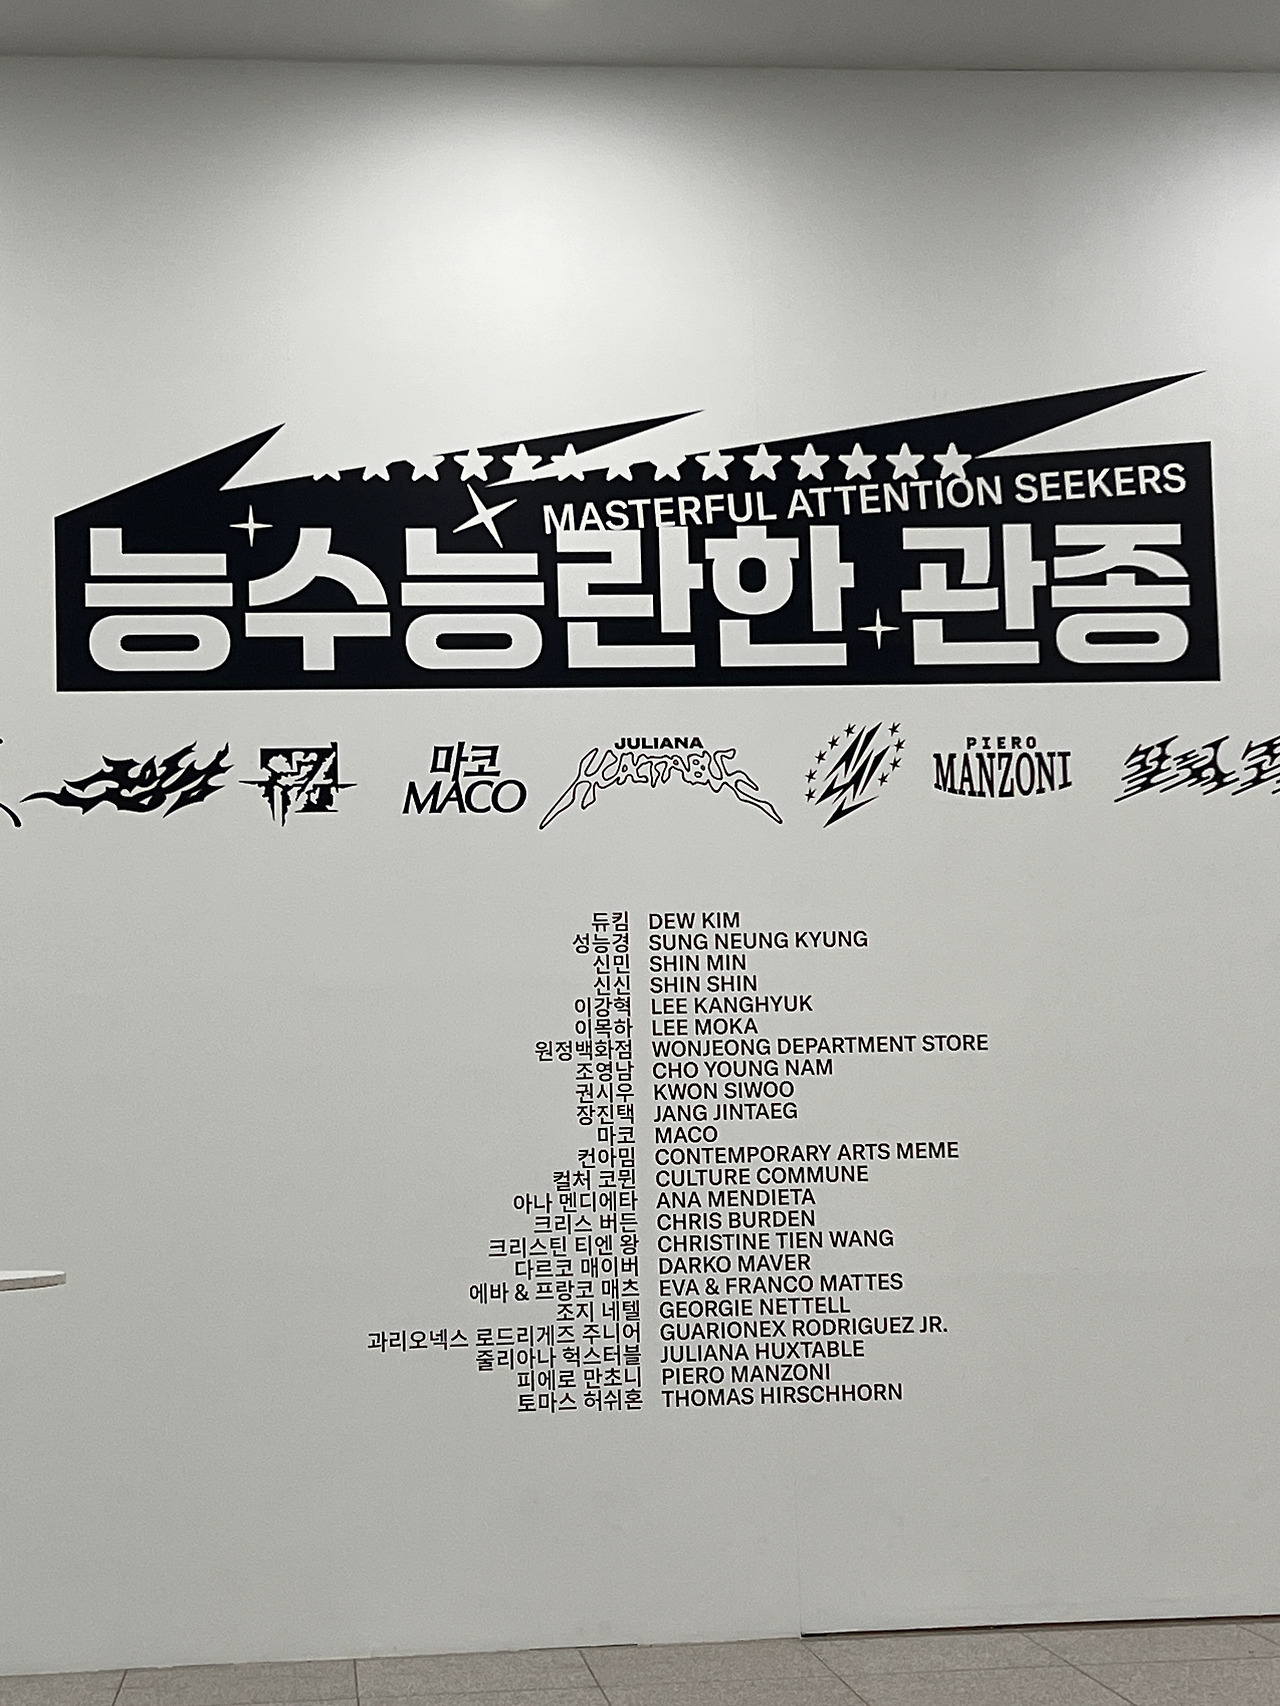 MASTERFUL ATTENTION SEEKERS
능수능란한 관종
마코
MACO
JULIANA
HUXTABLE
PIERO
MANZONI
듀킴 DEW KIM
성능경 SUNG NEUNG KYUNG
신민 SHIN MIN
신신 SHIN SHIN
이강혁 LEE KANGHYUK
이목하 LEE MOKA
원정백화점 WONJEONG DEPARTMENT STORE
조영남 CHO YOUNG NAM
권시우 KWON SIWOO
장진택 JANG JINTAEG
마코 MACO
컨아밈 CONTEMPORARY ARTS MEME
컬처 코뮌 CULTURE COMMUNE
아나 멘디에타 ANA MENDIETA
크리스 버든 CHRIS BURDEN
크리스틴 티엔 왕 CHRISTINE TIEN WANG
다르코 매이버 DARKO MAVER
에바 & 프랑코 매츠 EVA & FRANCO MATTES
조지 네텔 GEORGIE NETTELL
과리오넥스 로드리게즈 주니어 GUARIONEX RODRIGUEZ JR.
줄리아나 헉스터블 JULIANA HUXTABLE
피에로 만초니 PIERO MANZONI
토마스 허쉬혼 THOMAS HIRSCHHORN